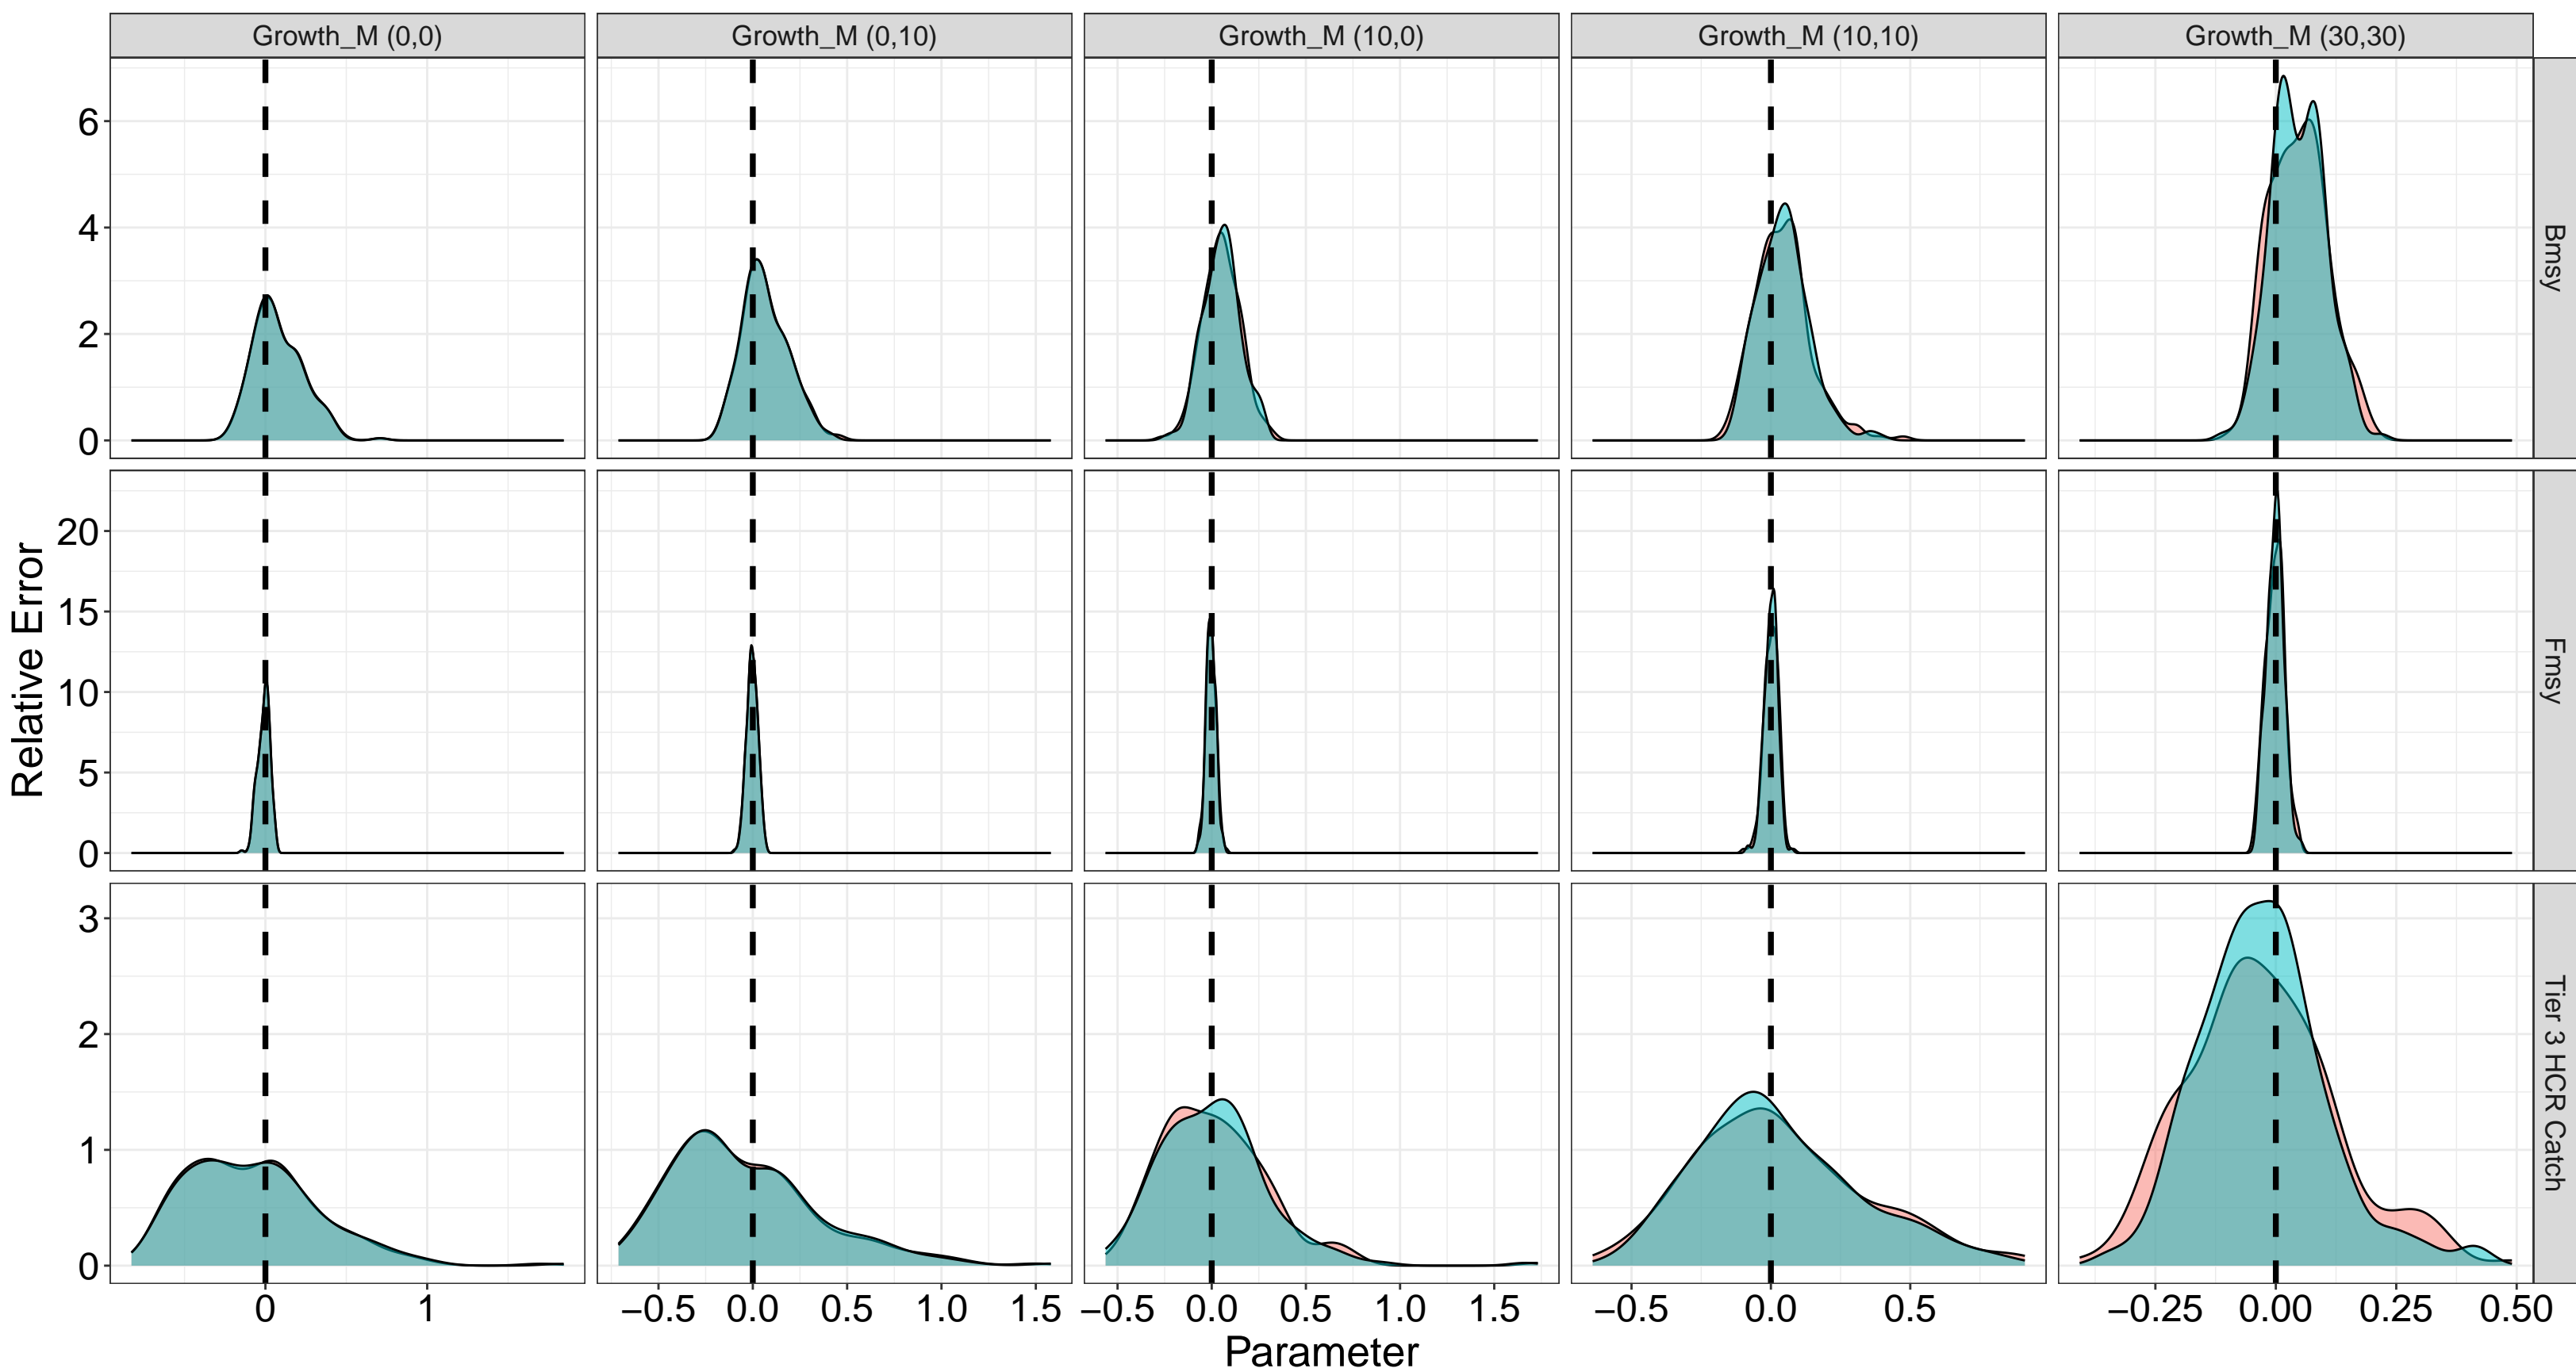 Growth_M (0,0) Growth_M (0,10) Growth_M (10,0) Growth_M (10,10) Growth_M (30,30)
6
4
2
0
Bmsy
20
15
10
5
0
Fmsy
3
2
1
0
Tier 3 HCR Catch
Relative Error
0 1 −0.5 0.0 0.5 1.0 1.5 −0.5 0.0 0.5 1.0 1.5 −0.5 0.0 0.5 −0.25 0.00 0.25 0.50
Parameter